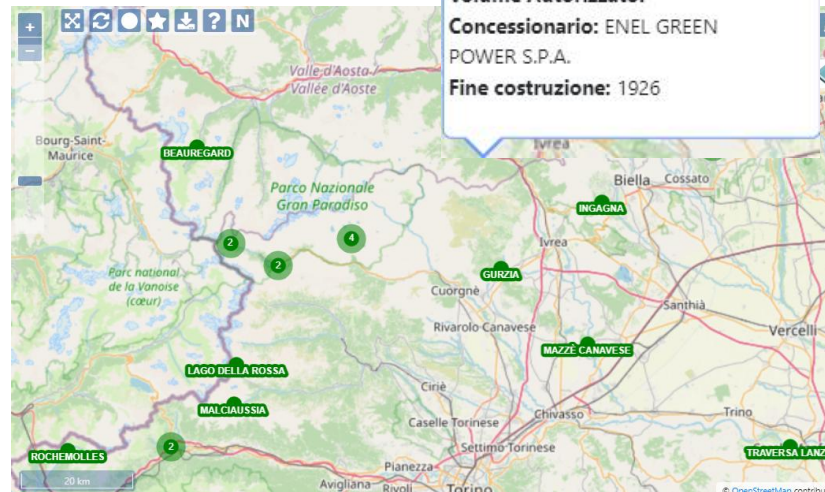 +
−
?
N
Volume Autorizzato:
Concessionario: ENEL GREEN
POWER S.P.A.
Fine costruzione: 1926
Valle d'Aosta
/ Vallée d'Aoste
Ivrea
Bourg-Saint-
Maurice
BEAUREGARD
Biella
Cossato
Parco Nazionale
Gran Paradiso
INGAGNA
2
4
Ivrea
2
GURZIA
Parc national
de la Vanoise
(cœur)
Cuorgnè
Santhià
Rivarolo Canavese
Vercelli
MAZZÈ CANAVESE
LAGO DELLA ROSSA
Ciriè
MALCIAUSSIA
Chivasso
Trino
Caselle Torinese
2
Settimo Torinese
ROCHEMOLLES
TRAVERSA LANZ
Pianezza
20 km
Avigliana
Rivoli
Torino
© OpenStreetMap contribu